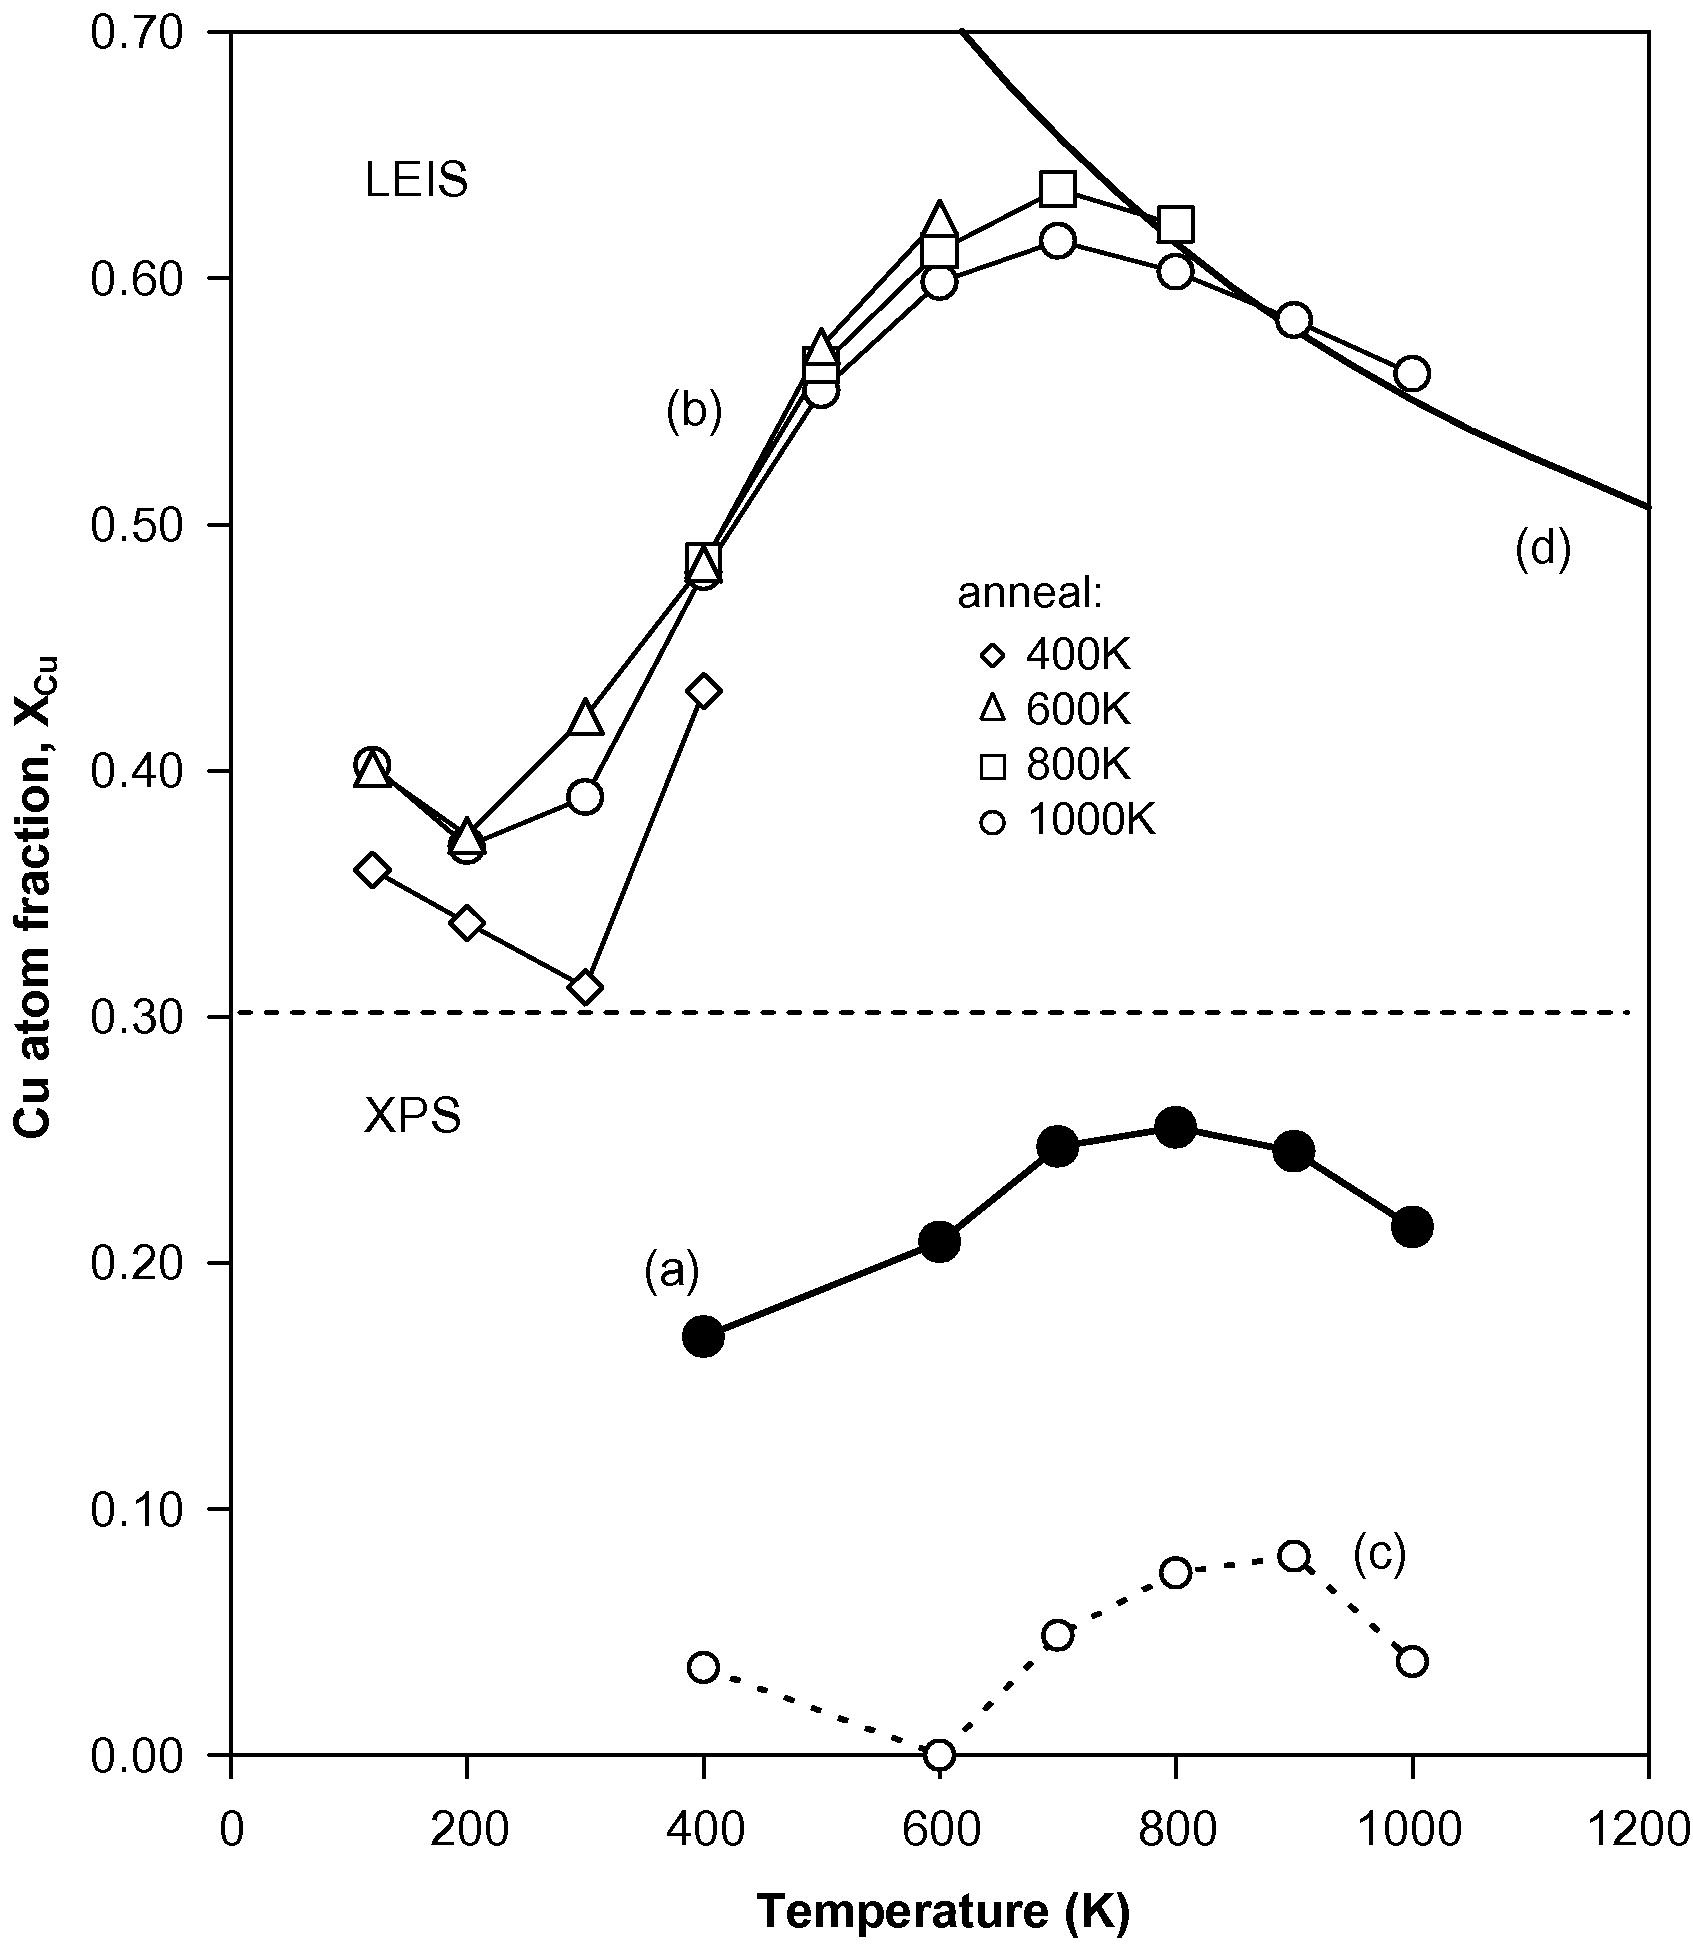 0.70
LEIS
0.60
(b)
0.50
(d)
anneal:
400K
600K
800K
1000K
0.40
Cu atom fraction, XCu
0.30
XPS
0.20
(a)
0.10
(c)
0.00
0 200 400 600 800 1000 1200
Temperature (K)